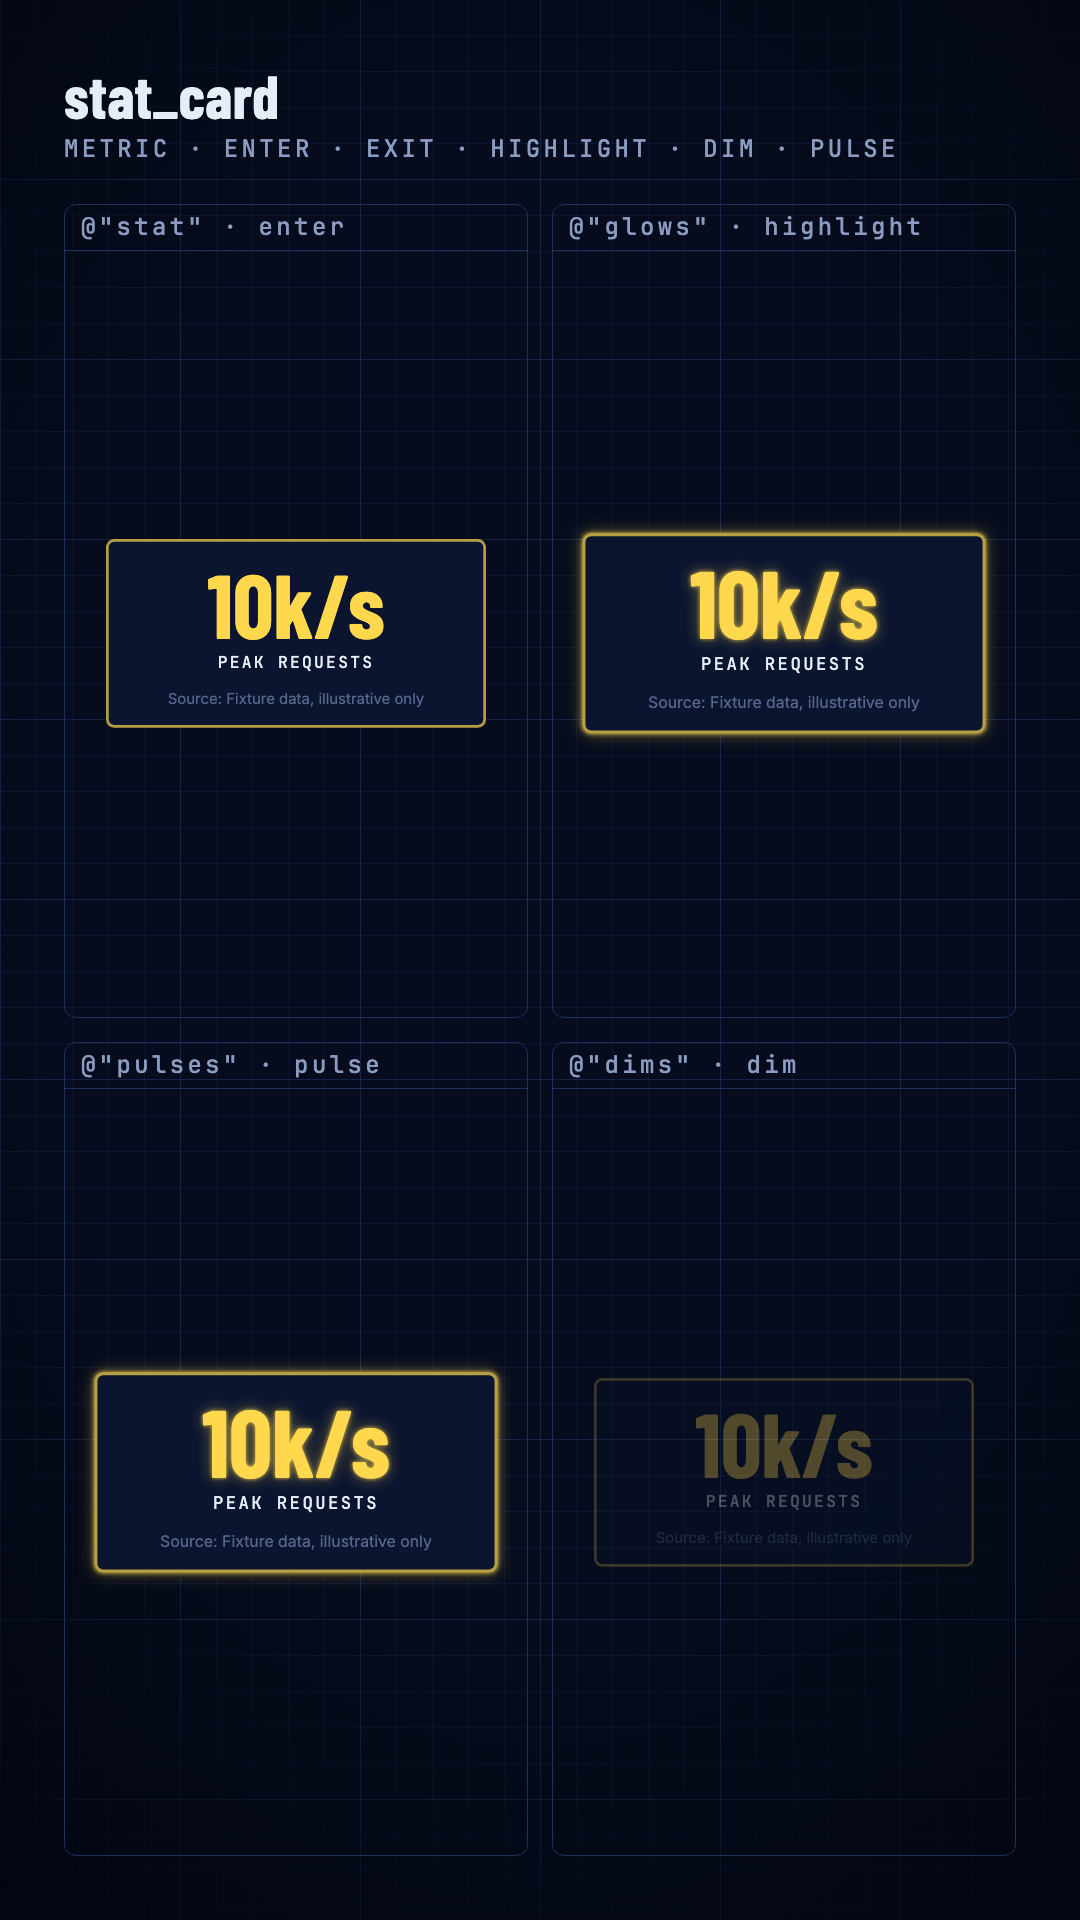 stat_card
METRIC · ENTER · EXIT · HIGHLIGHT · DIM · PULSE
@"stat" · enter
10k/s
PEAK REQUESTS
Source: Fixture data, illustrative only
@"glows" · highlight
10k/s
PEAK REQUESTS
Source: Fixture data, illustrative only
@"pulses" · pulse
10k/s
PEAK REQUESTS
Source: Fixture data, illustrative only
@"dims" · dim
10k/s
PEAK REQUESTS
Source: Fixture data, illustrative only